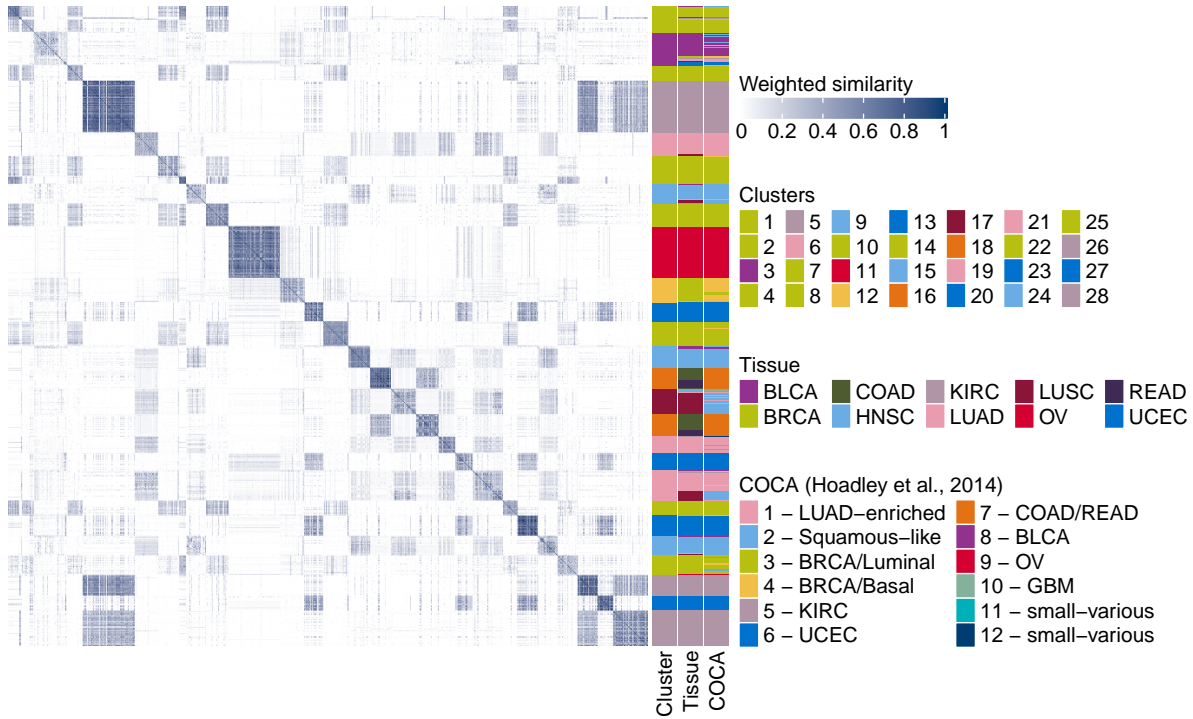 Weighted similarity
0 0.2 0.4 0.6 0.8 1
Clusters
1 5 9 13 17 21 25
2 6 10 14 18 22 26
3 7 11 15 19 23 27
4 8 12 16 20 24 28
Tissue
BLCA COAD KIRC LUSC READ
BRCA HNSC LUAD OV UCEC
COCA (Hoadley et al., 2014)
1 − LUAD−enriched 7 − COAD/READ
2 − Squamous−like 8 − BLCA
3 − BRCA/Luminal 9 − OV
4 − BRCA/Basal 10 − GBM
5 − KIRC 11 − small−various
6 − UCEC 12 − small−various
Cluster
Tissue
COCA